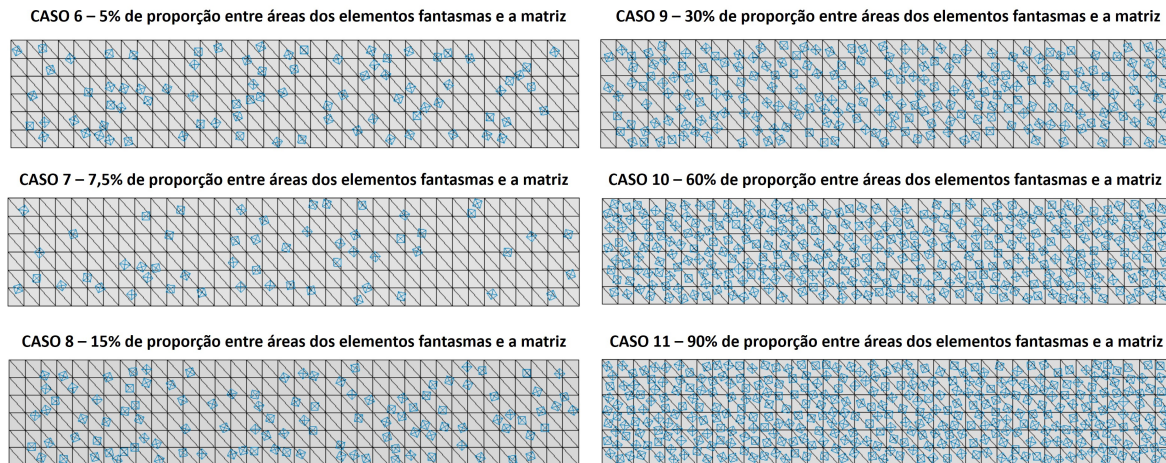 CASO 6 – 5% de proporção entre áreas dos elementos fantasmas e a matriz
CASO 7 – 7,5% de proporção entre áreas dos elementos fantasmas e a matriz
CASO 8 – 15% de proporção entre áreas dos elementos fantasmas e a matriz
CASO 9 – 30% de proporção entre áreas dos elementos fantasmas e a matriz
CASO 10 – 60% de proporção entre áreas dos elementos fantasmas e a matriz
CASO 11 – 90% de proporção entre áreas dos elementos fantasmas e a matriz